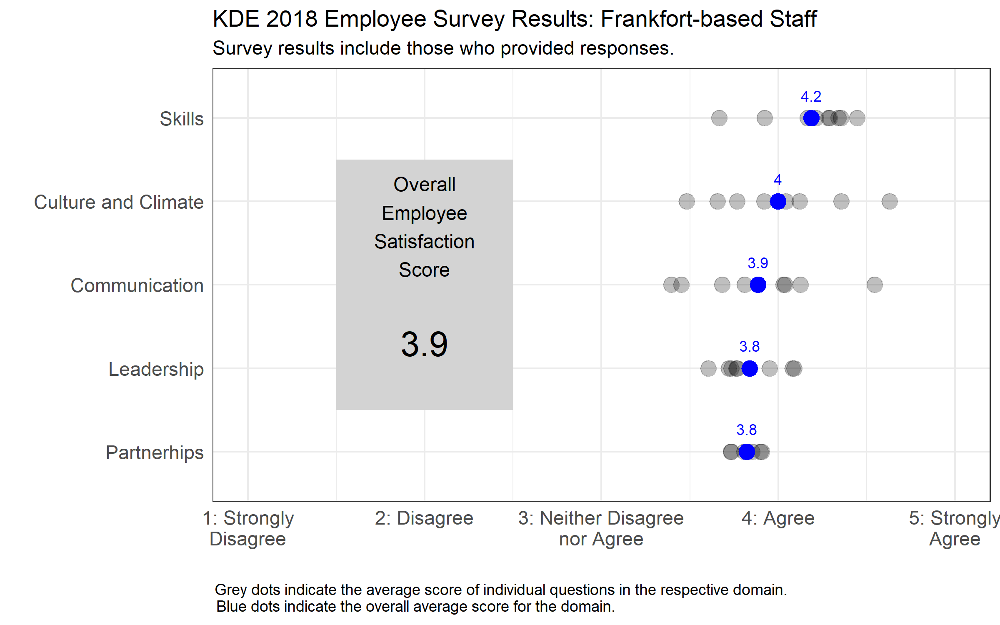 KDE 2018 Employee Survey Results: Frankfort-based Staff
Survey results include those who provided responses.
Skills
4.2
Culture and Climate
4
Communication
3.9
Leadership
3.8
Partnerhips
3.8
Overall
Employee
Satisfaction
Score
3.9
1: Strongly
Disagree
2: Disagree
3: Neither Disagree
nor Agree
4: Agree
5: Strongly
Agree
Grey dots indicate the average score of individual questions in the respective domain.
Blue dots indicate the overall average score for the domain.